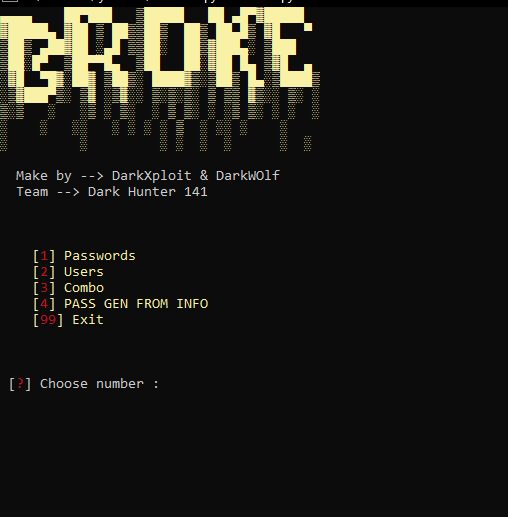 Make by --> DarkXploit & DarkWOlf
Team --> Dark Hunter 141
[1] Passwords
[2] Users
[3] Combo
[4] PASS GEN FROM INFO
[99] Exit
[?] Choose number :